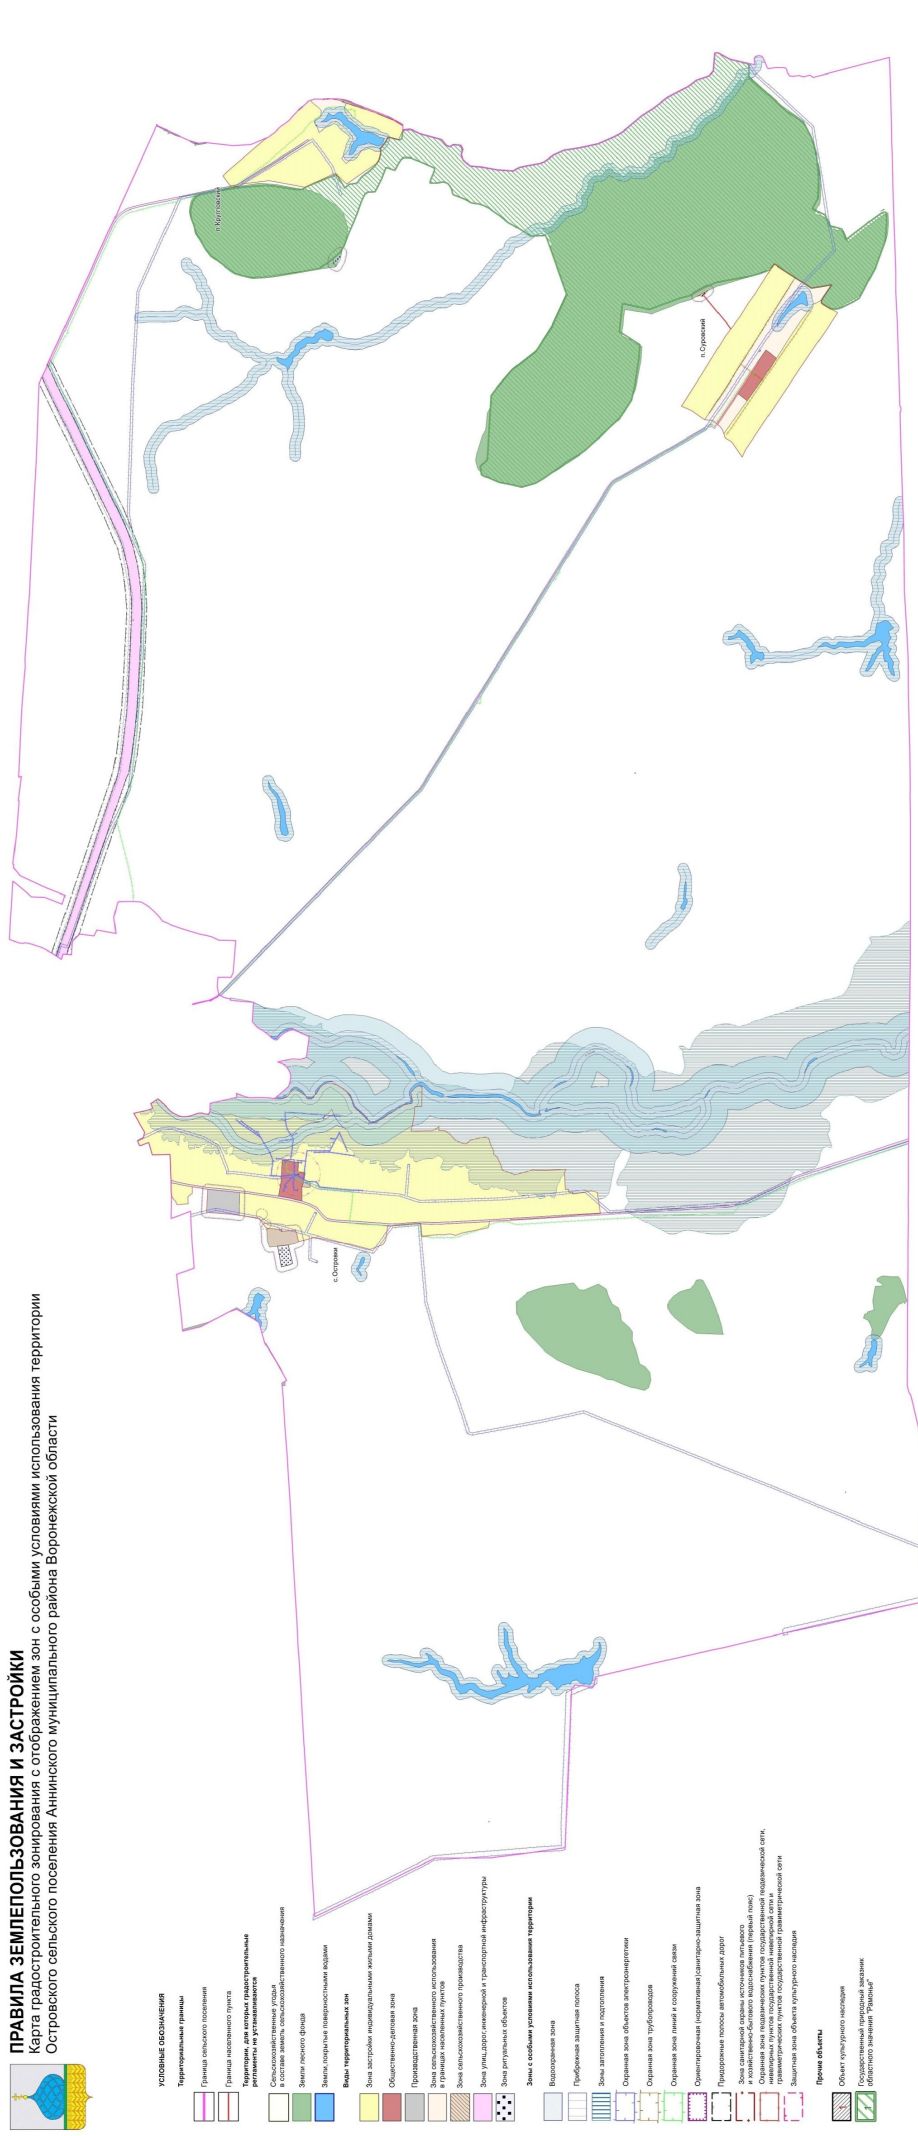 ПРАВИЛА ЗЕМЛЕПОЛЬЗОВАНИЯ И ЗАСТРОЙКИ
Карта градостроительного зонирования с отображением зон с особыми условиями использования территории
Островского сельского поселения Аннинского муниципального района Воронежской области
п.Круглоский
п.Суровский
с.Островки
УСЛОВНЫЕ ОБОЗНАЧЕНИЯ
Территориальные границы
Граница сельского поселения
Граница населенного пункта
Территории, для которых градостроительные
регламенты не устанавливаются
Сельскохозяйственные угодья
в составе земель сельскохозяйственного назначения
Земли лесного фонда
Земли, покрытые поверхностными водами
Виды территориальных зон
Зона застройки индивидуальными жилыми домами
Общественно-деловая зона
Производственная зона
Зона сельскохозяйственного использования
в границах населенных пунктов
Зона сельскохозяйственного производства
Зона улиц,дорог,инженерной и транспортной инфраструктуры
Зона ритуальных объектов
Зоны с особыми условиями использования территории
Водоохранная зона
Прибрежная защитная полоса
Зоны затопления и подтопления
Охранная зона объектов электроэнергетики
Охранная зона трубопроводов
Охранная зона линий и сооружений связи
Ориентировочная (нормативная)санитарно-защитная зона
Придорожные полосы автомобильных дорог
Зона санитарной охраны источников питьевого
и хозяйственно-бытового водоснабжения (первый пояс)
Охранная зона геодезических пунктов государственной геодезической сети,
нивелирных пунктов государственной нивелирной сети и
гравиметрических пунктов государственной гравиметрической сети
Защитная зона объекта культурного наследия
Прочие объекты
Объект культурного наследия
Государственный природный заказник
областного значения "Рамонье"